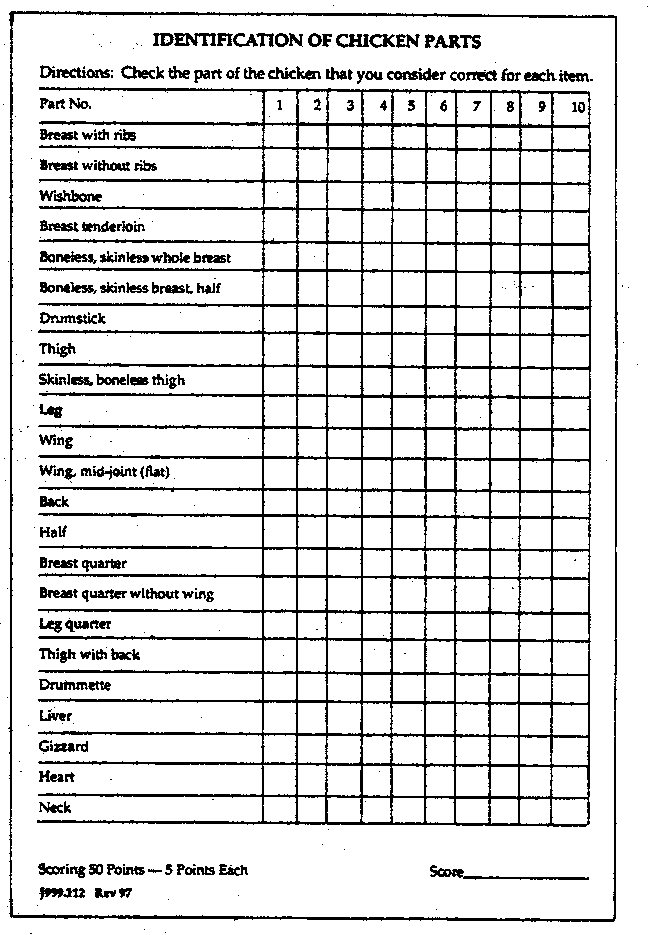 IDENTIFICATION OF CHICKEN PARTS
Directions: Check the part of the chicken that you consider correct for each item.
Part No. 1 2 3 4 5 6 7 8 9 10
Breast with ribs
Breast without ribs
Wishbone
Breast tenderloin
Boneless, skinless whole breast
Boneless, skinless breast, half
Drumstick
Thigh
Skinless, boneless thigh
Leg
Wing
Wing, mid-joint (flat)
Back
Half
Breast quarter
Breast quarter without wing
Leg quarter
Thigh with back
Drummette
Liver
Gizzard
Heart
Neck
Scoring 50 Points — 5 Points Each Score
Rev 97